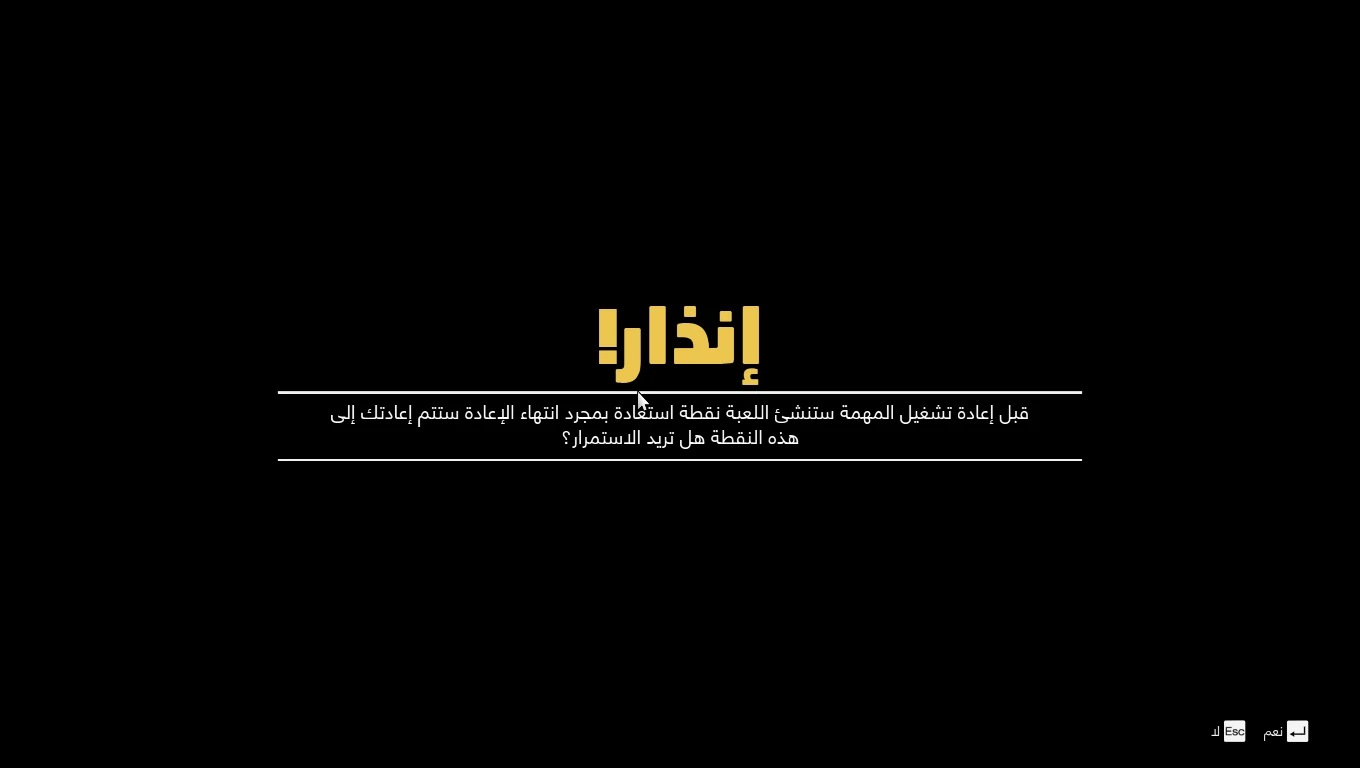 إنذار!
قبل إعادة تشغيل المهمة ستنشئ اللعبة نقطة استعادة بمجرد انتهاء الإعادة ستتم إعادتك إلى
هذه النقطة هل تريد الاستمرار؟
نعم Esc لا